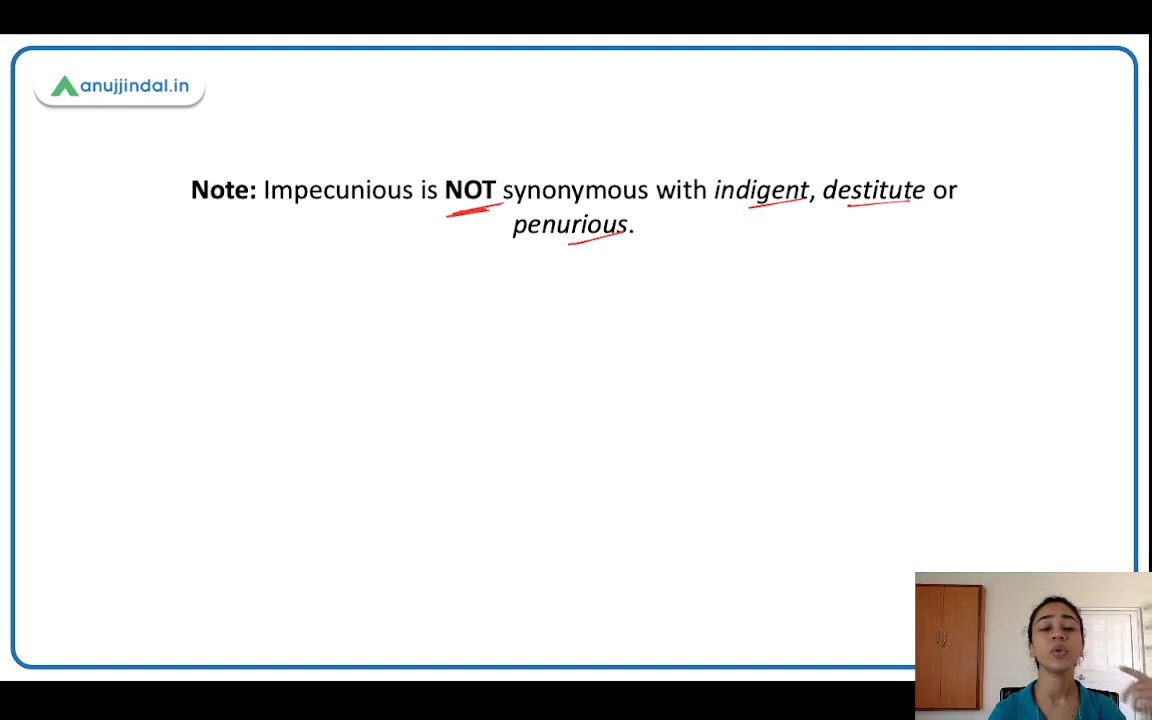 anujjindal.in
Note: Impecunious is NOT synonymous with indigent, destitute or
penurious.